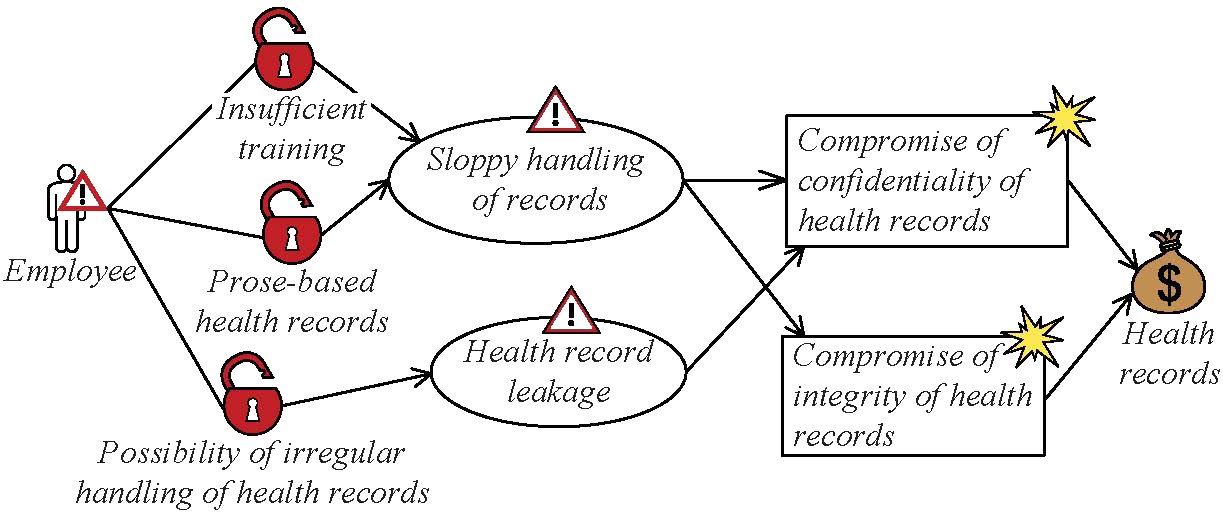 Insufficient
training
Employee
Prose-based
health records
Possibility of irregular
handling of health records
!
!
Sloppy handling
of records
!
Health record
leakage
Compromise of
confidentiality of
health records
Compromise of
integrity of health
records
$
Health
records